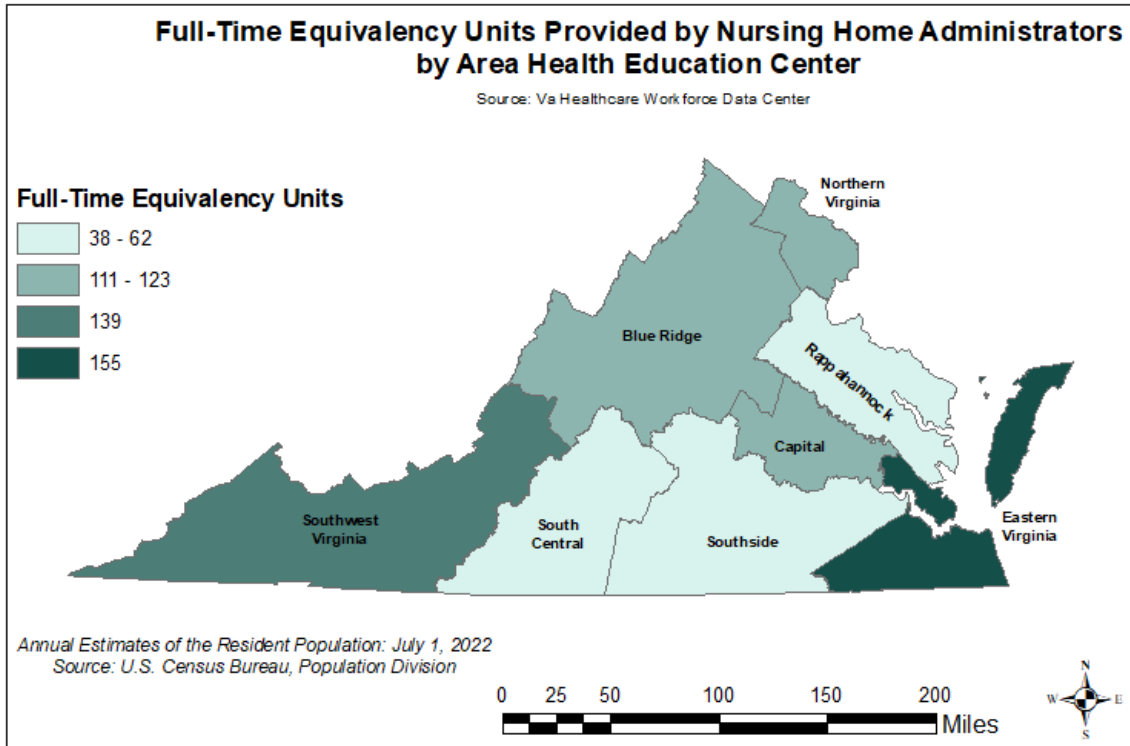 Full-Time Equivalency Units Provided by Nursing Home Administrators
by Area Health Education Center
Source: Va Healthcare Workforce Data Center
Full-Time Equivalency Units
38 - 62
111 - 123
139
155
Northern
Virginia
Blue Ridge
Rappahannock
Capital
Southwest
Virginia
South
Central
Southside
Eastern
Virginia
Annual Estimates of the Resident Population: July 1, 2022
Source: U.S. Census Bureau, Population Division
0 25 50 100 150 200
Miles
N
W E
S